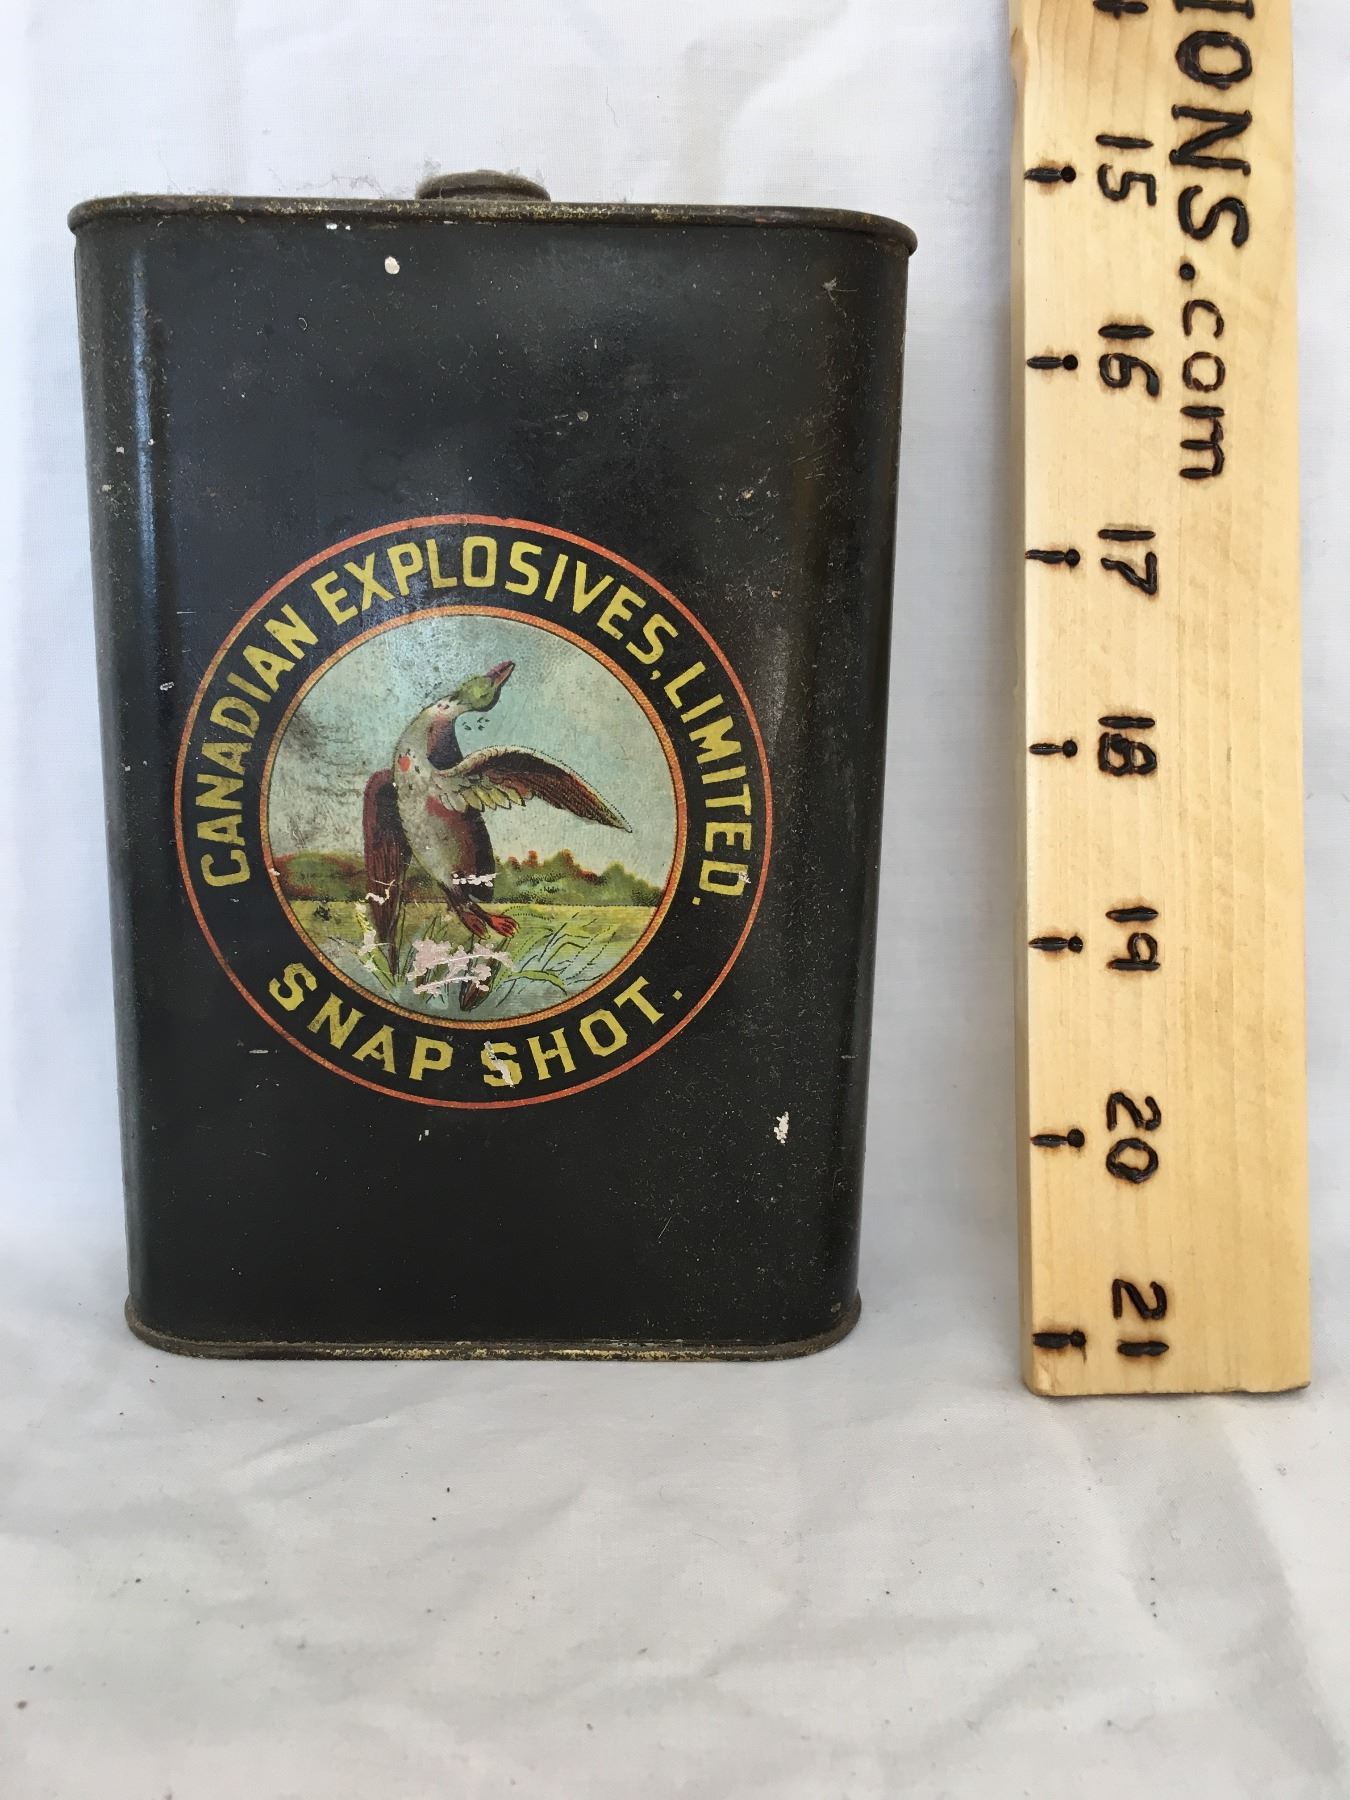 CANADIAN EXPLOSIVES, LIMITED.
SNAP SHOT.
IONS.com
15
16
17
18
19
20
21